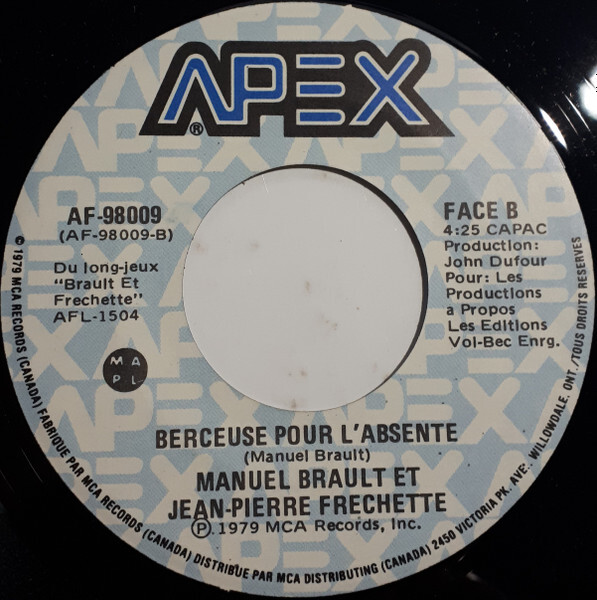 APEX
®
AF-98009
(AF-98009-B)
Du long-jeux
"Brault Et
Frechette"
AFL-1504
M A
P L
FACE B
4:25 CAPAC
Production:
John Dufour
Pour: Les
Productions
a Propos
Les Editions
Vol-Bec Enrg.
BERCEUSE POUR L'ABSENTE
(Manuel Brault)
MANUEL BRAULT ET
JEAN-PIERRE FRECHETTE
℗.1979 MCA Records, Inc.
© 1979 MCA RECORDS (CANADA) FABRIQUE PAR MCA RECORDS (CANADA) DISTRIBUE PAR MCA DISTRIBUTING (CANADA) 2450 VICTORIA PK. AVE. WILLOWDALE, ONT./TOUS DROITS RESERVES